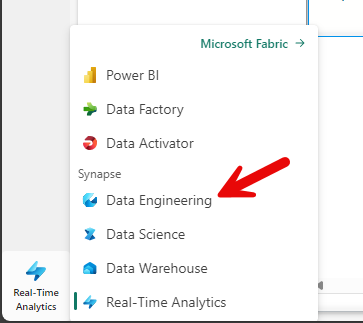 Microsoft Fabric
Power BI
Data Factory
Data Activator
Synapse
Data Engineering
Data Science
Data Warehouse
Real-Time Analytics
Real-Time
Analytics